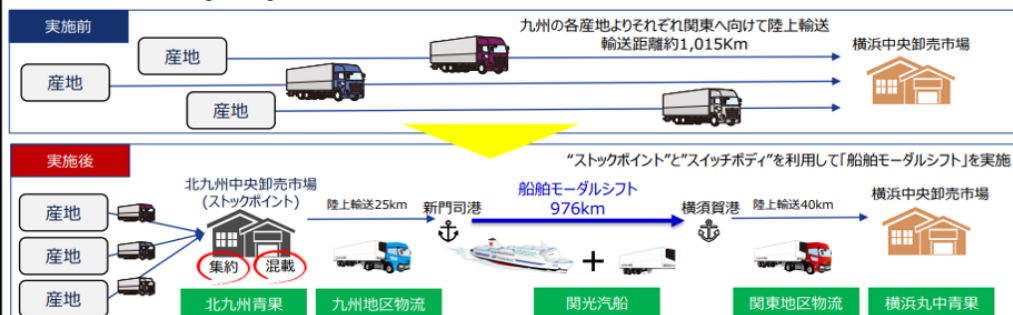 実施前
九州の各産地よりそれぞれ関東へ向けて陸上輸送
輸送距離約1,015Km
横浜中央卸売市場
産地
産地
産地
実施後
“ストックポイント”と”スイッチボディ”を利用して「船舶モーダルシフト」を実施
産地
産地
産地
北九州中央卸売市場
(ストックポイント)
集約
混載
陸上輸送25km
新門司港
船舶モーダルシフト
976km
横須賀港
陸上輸送40km
横浜中央卸売市場
+
北九州青果
九州地区物流
関光汽船
関東地区物流
横浜丸中青果